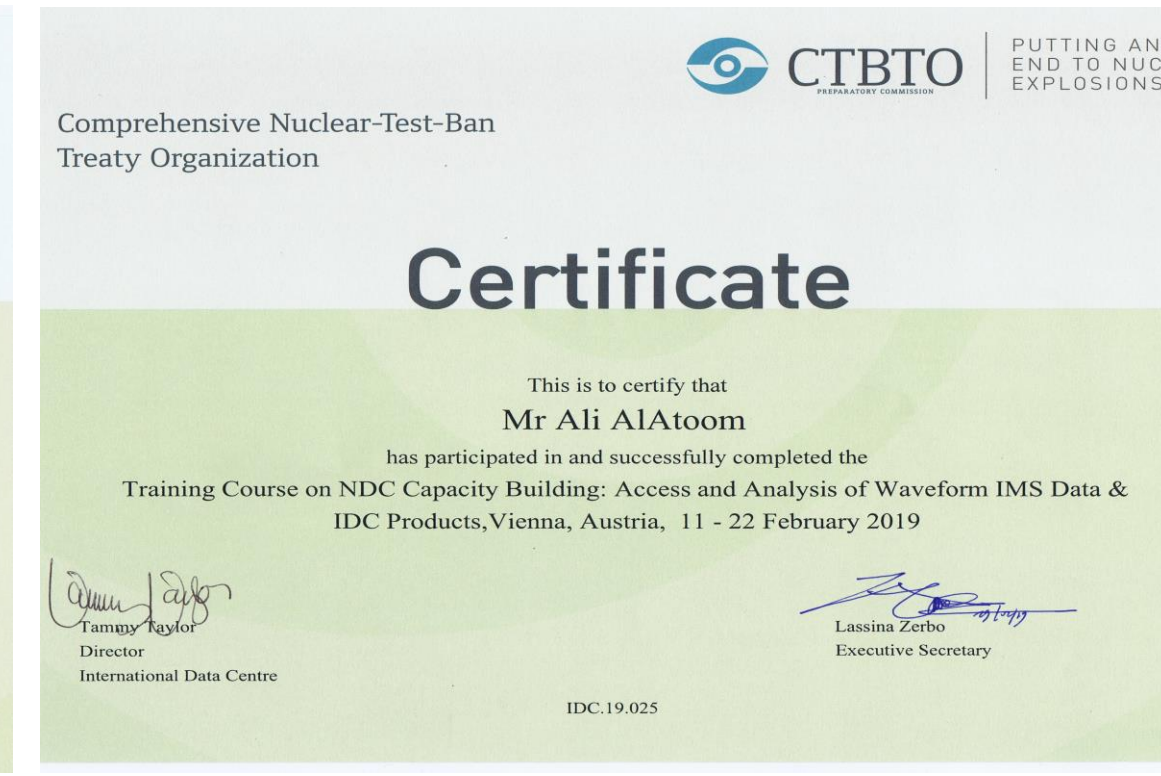 CTBTO
PREPARATORY COMMISSION
PUTTING AN
END TO NUC
EXPLOSIONS
Comprehensive Nuclear-Test-Ban
Treaty Organization
Certificate
This is to certify that
Mr Ali AlAtoom
has participated in and successfully completed the
Training Course on NDC Capacity Building: Access and Analysis of Waveform IMS Data &
IDC Products,Vienna, Austria, 11 - 22 February 2019
Tammy Taylor
Director
International Data Centre
Lassina Zerbo
Executive Secretary
IDC.19.025